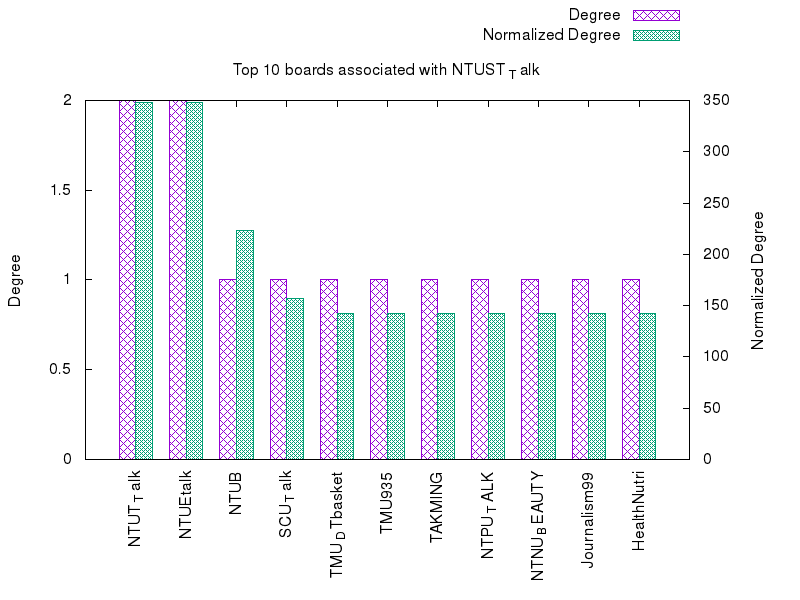 Degree
Normalized Degree
Top 10 boards associated with NTUST_Talk
2
1.5
1
0.5
0
350
300
250
200
150
100
50
0
Degree
Normalized Degree
NTUT_Talk
NTUEtalk
NTUB
SCU_Talk
TMU_DTbasket
TMU935
TAKMING
NTPU_TALK
NTNU_BEAUTY
Journalism99
HealthNutri